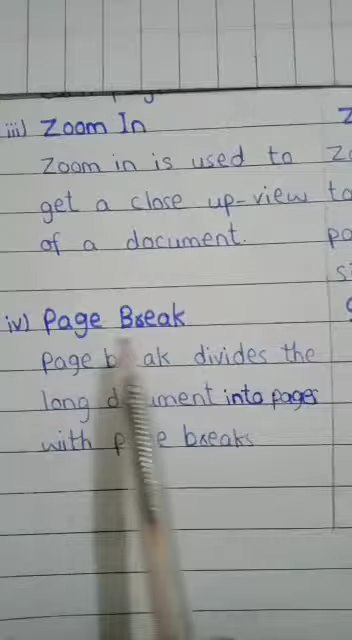 iii) Zoom In
Zoom in is used to
get a close up-view
of a document.
iv) Page Break
Page b ak divides the
long d ument into pages
with p e breaks